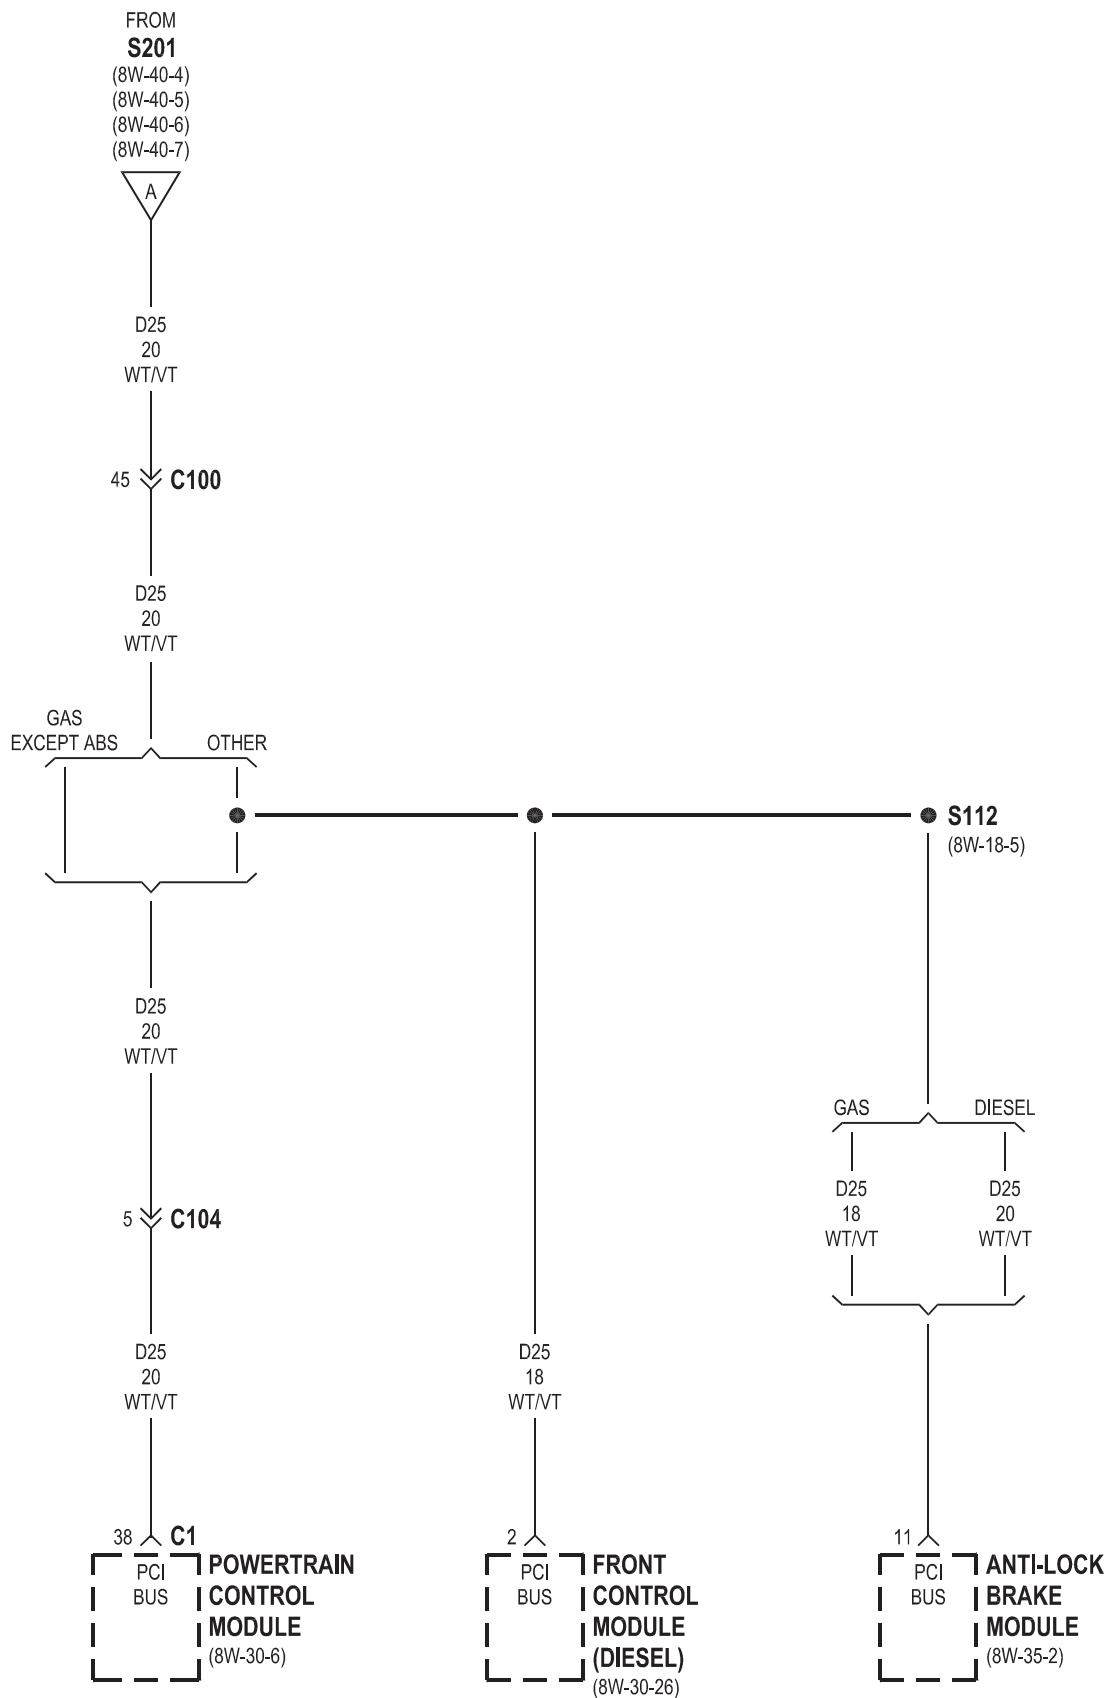 FROM
S201
(8W-40-4)
(8W-40-5)
(8W-40-6)
(8W-40-7)
A
D25
20
WT/VT
45 C100
D25
20
WT/VT
GAS
EXCEPT ABS
OTHER
S112
(8W-18-5)
D25
20
WT/VT
GAS
DIESEL
D25
18
WT/VT
D25
20
WT/VT
5 C104
D25
20
WT/VT
D25
18
WT/VT
38 C1
PCI
BUS
POWERTRAIN
CONTROL
MODULE
(8W-30-6)
2
PCI
BUS
FRONT
CONTROL
MODULE
(DIESEL)
(8W-30-26)
11
PCI
BUS
ANTI-LOCK
BRAKE
MODULE
(8W-35-2)